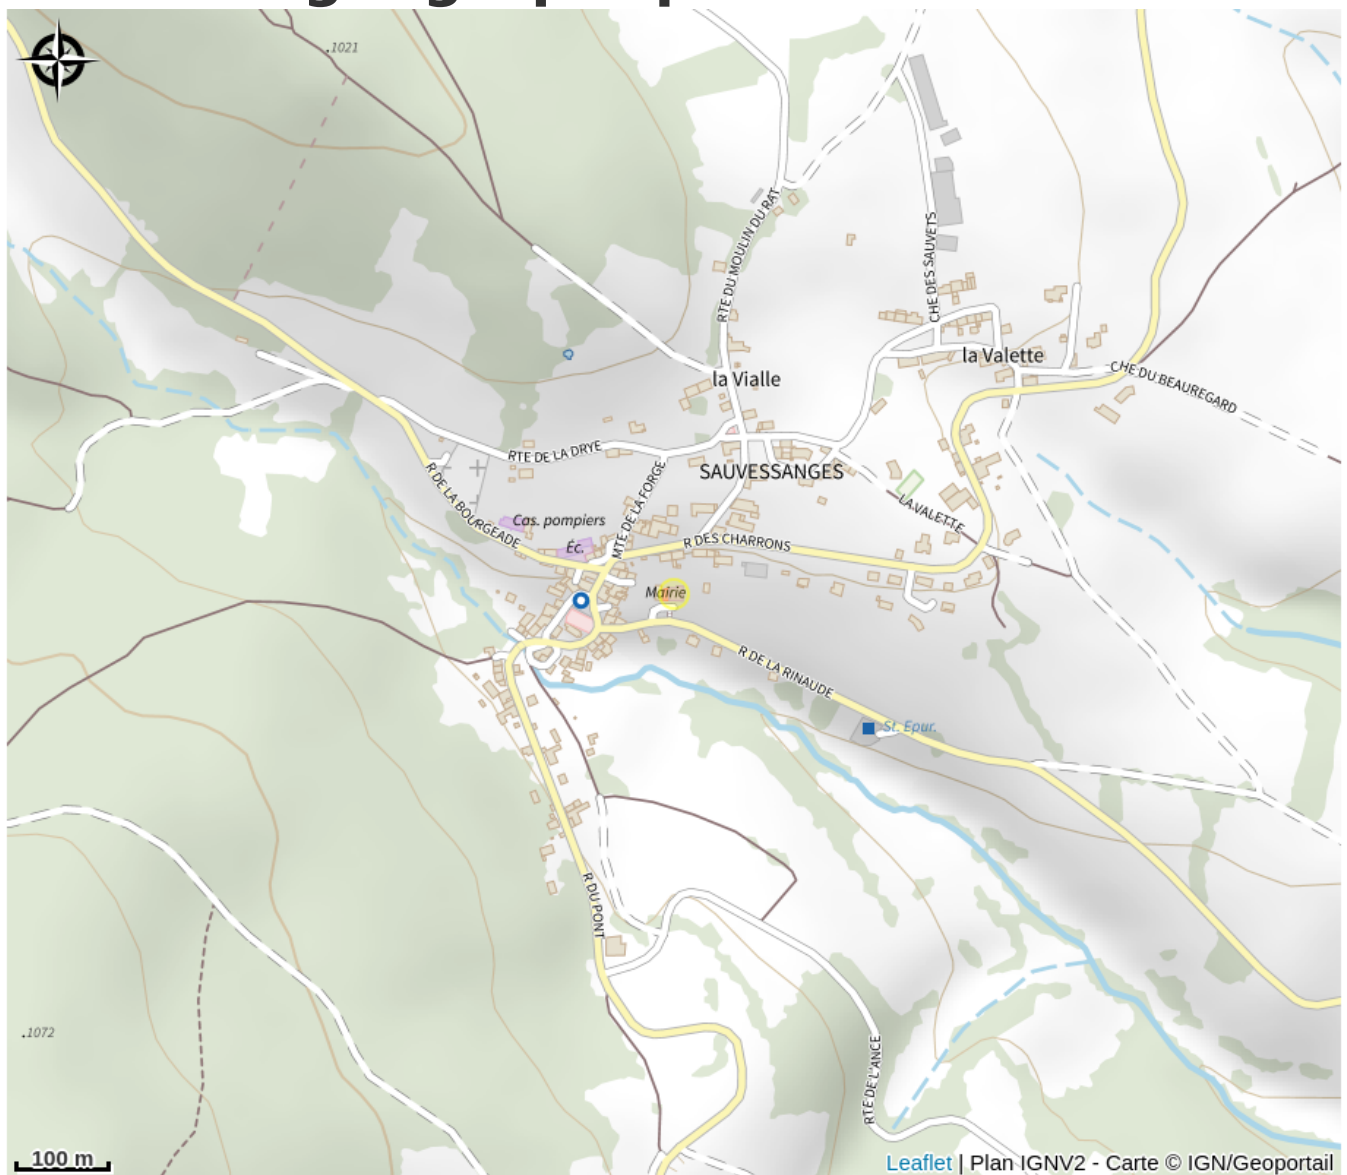 .1021
RTE DU MOULIN DU RAT
CHE DES SAUVETS
la Valette
CHE DU BEAUREGARD
la Vialle
RTE DE LA DRYE
SAUVESSANGES
R DE LA BOURGEADE
MTE DE LA FORGE
LA VALETTE
Cas. pompiers
Éc.
R DES CHARRONS
Mairie
R DE LA RINAUDE
St. Epur.
R DU PONT
.1072
RTE DE L'ANCE
100 m
Leaflet | Plan IGNV2 - Carte © IGN/Geoportail